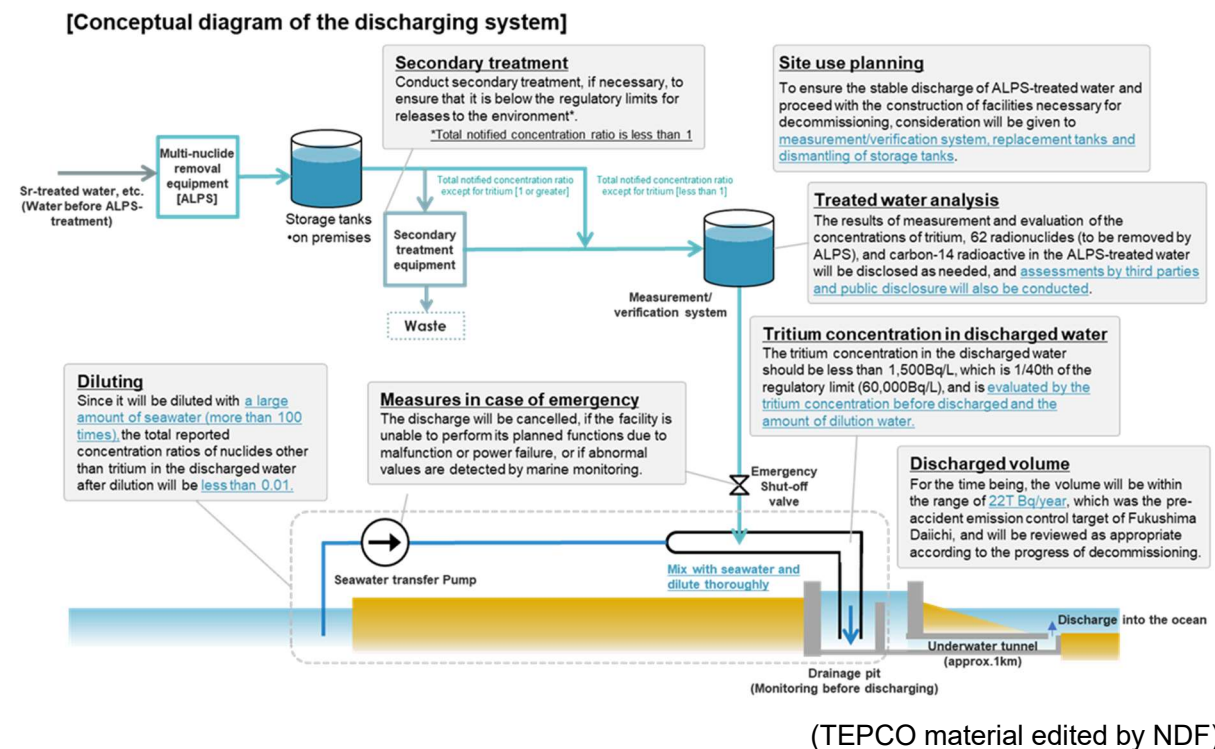 [Conceptual diagram of the discharging system]
Secondary treatment
Conduct secondary treatment, if necessary, to
ensure that it is below the regulatory limits for
releases to the environment*.
*Total notified concentration ratio is less than 1
Site use planning
To ensure the stable discharge of ALPS-treated water and
proceed with the construction of facilities necessary for
decommissioning, consideration will be given to
measurement/verification system, replacement tanks and
dismantling of storage tanks.
Multi-nuclide
removal
equipment
[ALPS]
Sr-treated water, etc.
(Water before ALPS-
treatment)
Storage tanks
•on premises
Total notified concentration ratio
except for tritium [1 or greater]
Total notified concentration ratio
except for tritium [less than 1]
Secondary
treatment
equipment
Waste
Measurement/
verification system
Treated water analysis
The results of measurement and evaluation of the
concentrations of tritium, 62 radionuclides (to be removed by
ALPS), and carbon-14 radioactive in the ALPS-treated water
will be disclosed as needed, and assessments by third parties
and public disclosure will also be conducted.
Tritium concentration in discharged water
The tritium concentration in the discharged water
should be less than 1,500Bq/L, which is 1/40th of the
regulatory limit (60,000Bq/L), and is evaluated by the
tritium concentration before discharged and the
amount of dilution water.
Diluting
Since it will be diluted with a large
amount of seawater (more than 100
times), the total reported
concentration ratios of nuclides other
than tritium in the discharged water
after dilution will be less than 0.01.
Measures in case of emergency
The discharge will be cancelled, if the facility is
unable to perform its planned functions due to
malfunction or power failure, or if abnormal
values are detected by marine monitoring.
Emergency
Shut-off
valve
Discharged volume
For the time being, the volume will be within
the range of 22T Bq/year, which was the pre-
accident emission control target of Fukushima
Daiichi, and will be reviewed as appropriate
according to the progress of decommissioning.
Seawater transfer Pump
Mix with seawater and
dilute thoroughly
Discharge into the ocean
Underwater tunnel
(approx.1km)
Drainage pit
(Monitoring before discharging)
(TEPCO material edited by NDF)